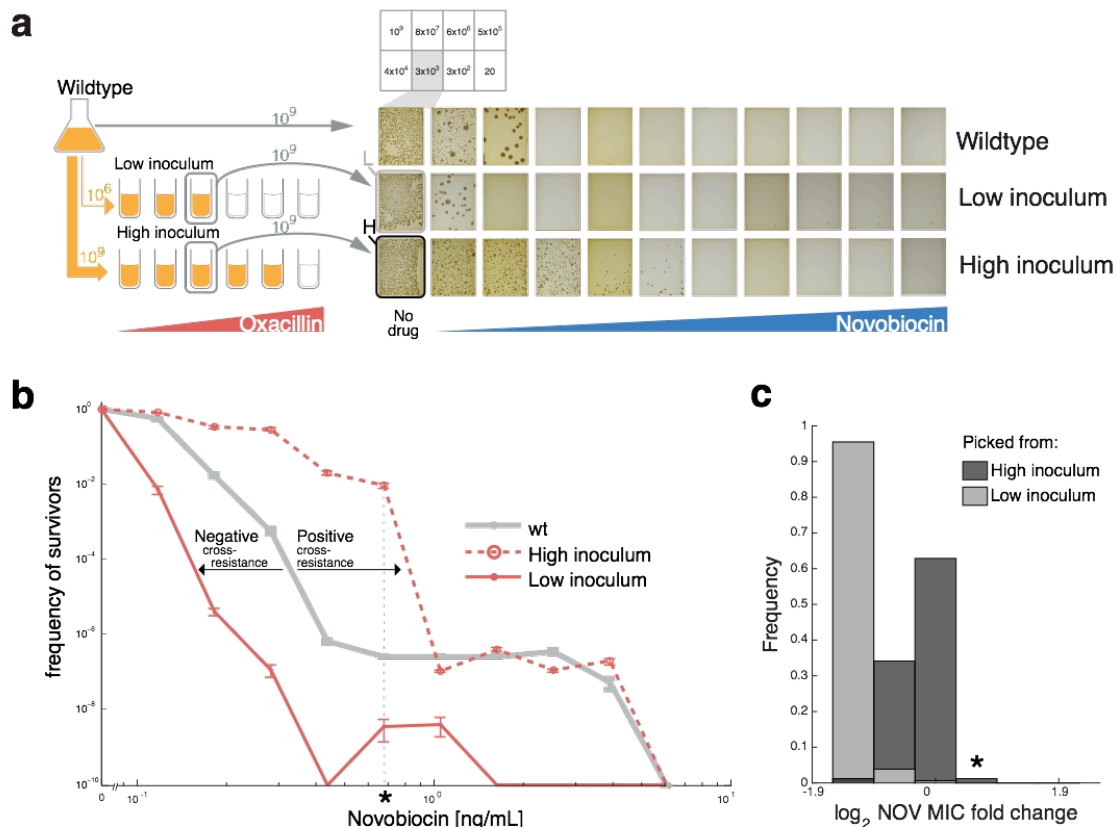 a
10⁹ 8x10⁷ 6x10⁶ 5x10⁵
4x10⁴ 3x10³ 3x10² 20
Wildtype
10⁹
Wildtype
Low inoculum
10⁹
L
10⁶
Low inoculum
High inoculum
10⁹
H
10⁹
High inoculum
Oxacillin
No
drug
Novobiocin
b
frequency of survivors
10⁰
10⁻²
10⁻⁴
10⁻⁶
10⁻⁸
10⁻¹⁰
Negative
cross-
resistance
Positive
cross-
resistance
wt
High inoculum
Low inoculum
0 10⁻¹ * 10⁰ 10¹
Novobiocin [ng/mL]
c
Frequency
1
0.9
0.8
0.7
0.6
0.5
0.4
0.3
0.2
0.1
0
Picked from:
High inoculum
Low inoculum
*
-1.9 0 1.9
log₂ NOV MIC fold change